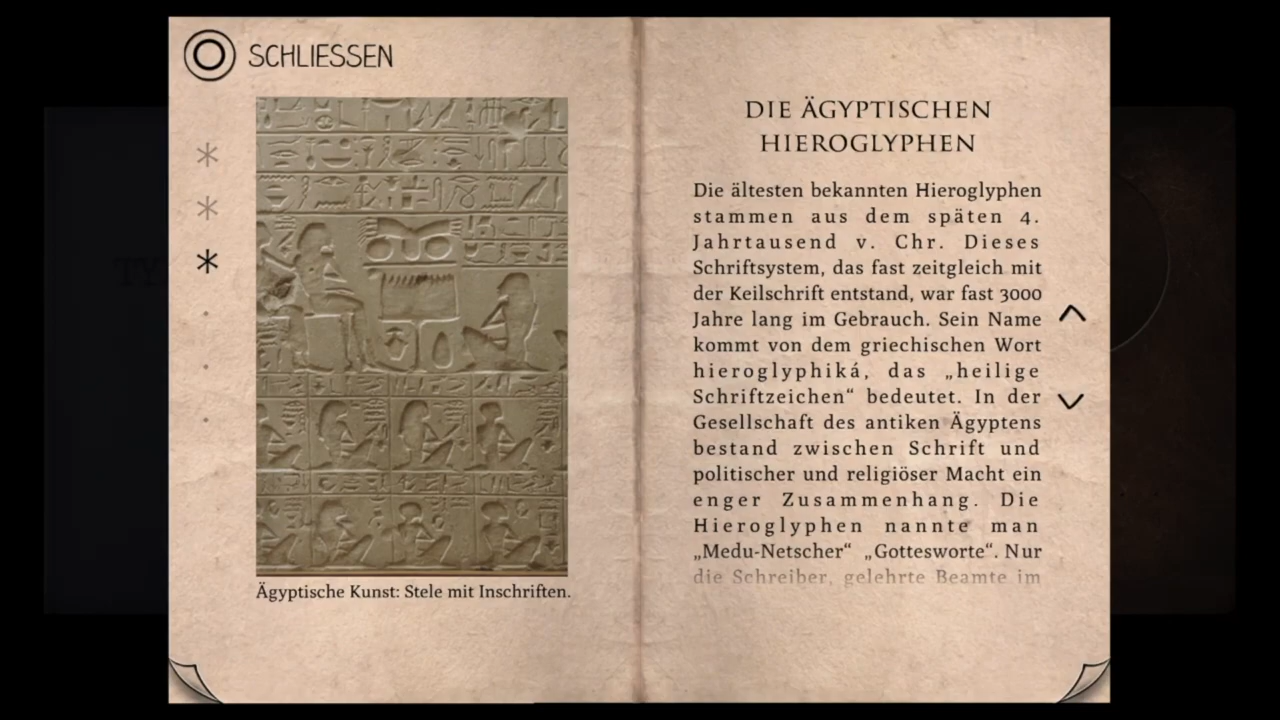 SCHLIESSEN
Ägyptische Kunst: Stele mit Inschriften.
DIE ÄGYPTISCHEN
HIEROGLYPHEN
Die ältesten bekannten Hieroglyphen
stammen aus dem späten 4.
Jahrtausend v. Chr. Dieses
Schriftsystem, das fast zeitgleich mit
der Keilschrift entstand, war fast 3000
Jahre lang im Gebrauch. Sein Name
kommt von dem griechischen Wort
hieroglyphiká, das „heilige
Schriftzeichen“ bedeutet. In der
Gesellschaft des antiken Ägyptens
bestand zwischen Schrift und
politischer und religiöser Macht ein
enger Zusammenhang. Die
Hieroglyphen nannte man
„Medu-Netscher“ „Gottesworte“. Nur
die Schreiber, gelehrte Beamte im